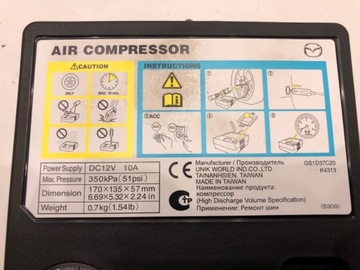 AIR COMPRESSOR
CAUTION
INSTRUCTIONS
ONLY
MAX. 10 min.
ACC
Power Supply DC12V 10A
Max. Pressure 350kPa(51psi)
Dimension 170×135×57mm
6.69×5.32×2.24 in
Weight 0.7kg(1.54lb)
Manufacturer / Производитель
UNIK WORLD IND.CO.,LTD
TAINANHSIEN, TAIWAN
MADE IN TAIWAN
Наименование продукта:
компрессор
(High Discharge Volume Specification)
Применение: Ремонт шин
GS1D37C20
K4313
(5309)